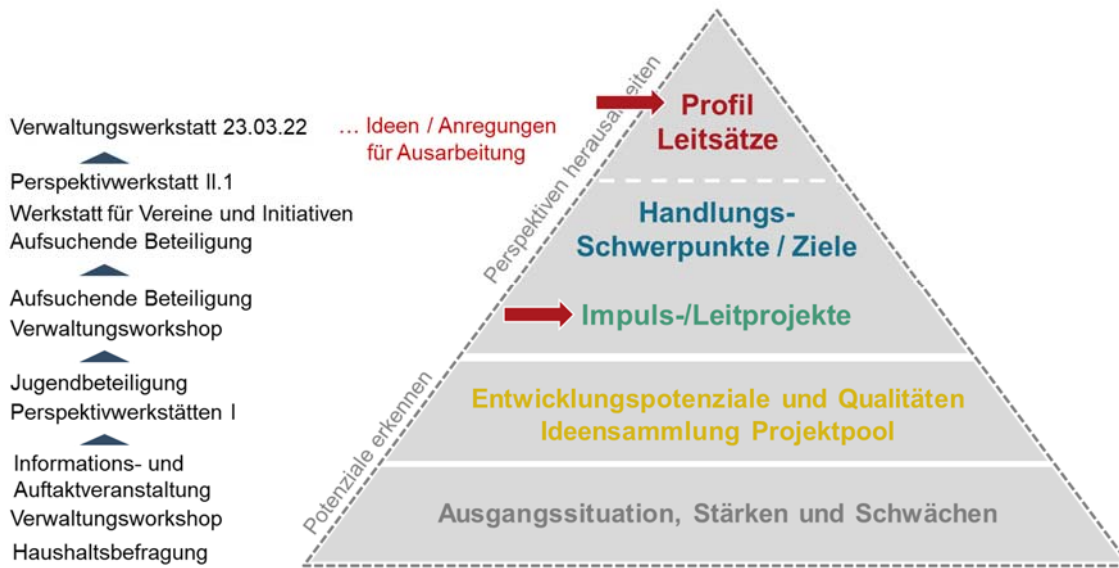 Verwaltungswerkstatt 23.03.22
… Ideen / Anregungen
für Ausarbeitung
Perspektivwerkstatt II.1
Werkstatt für Vereine und Initiativen
Aufsuchende Beteiligung
Aufsuchende Beteiligung
Verwaltungsworkshop
Jugendbeteiligung
Perspektivwerkstätten I
Informations- und
Auftaktveranstaltung
Verwaltungsworkshop
Haushaltsbefragung
Perspektiven herausarbeiten
Potenziale erkennen
Profil
Leitsätze
Handlungs-
Schwerpunkte / Ziele
Impuls-/Leitprojekte
Entwicklungspotenziale und Qualitäten
Ideensammlung Projektpool
Ausgangssituation, Stärken und Schwächen